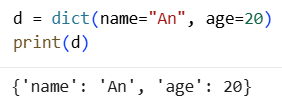 d = dict(name="An", age=20)
print(d)
{'name': 'An', 'age': 20}